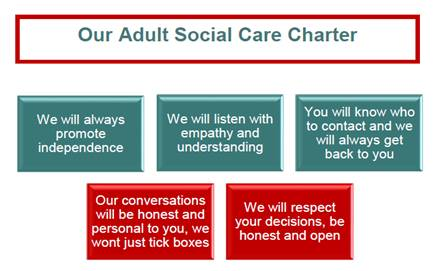 Our Adult Social Care Charter
We will always
promote
independence
We will listen with
empathy and
understanding
You will know who
to contact and we
will always get
back to you
Our conversations
will be honest and
personal to you, we
wont just tick boxes
We will respect
your decisions, be
honest and open